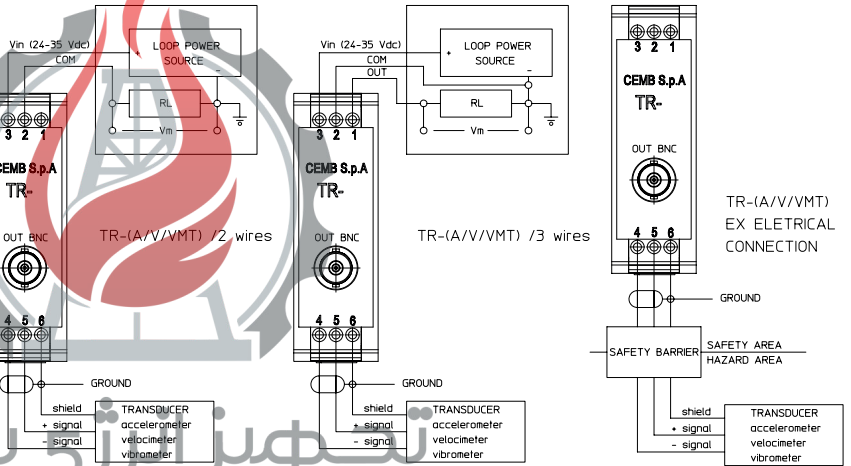 Vin (24-35 Vdc)
COM
+
LOOP POWER
SOURCE
-
RL
Vm
3 2 1
CEMB S.p.A
TR-
OUT BNC
4 5 6
TR-(A/V/VMT) /2 wires
GROUND
shield
+ signal
- signal
TRANSDUCER
accelerometer
velocimeter
vibrometer
Vin (24-35 Vdc)
COM
OUT
+
LOOP POWER
SOURCE
-
RL
Vm
3 2 1
CEMB S.p.A
TR-
OUT BNC
4 5 6
TR-(A/V/VMT) /3 wires
GROUND
shield
+ signal
- signal
TRANSDUCER
accelerometer
velocimeter
vibrometer
3 2 1
CEMB S.p.A
TR-
OUT BNC
4 5 6
TR-(A/V/VMT)
EX ELETRICAL
CONNECTION
GROUND
SAFETY BARRIER
SAFETY AREA
HAZARD AREA
shield
+ signal
- signal
TRANSDUCER
accelerometer
velocimeter
vibrometer
تجهیز انرژی